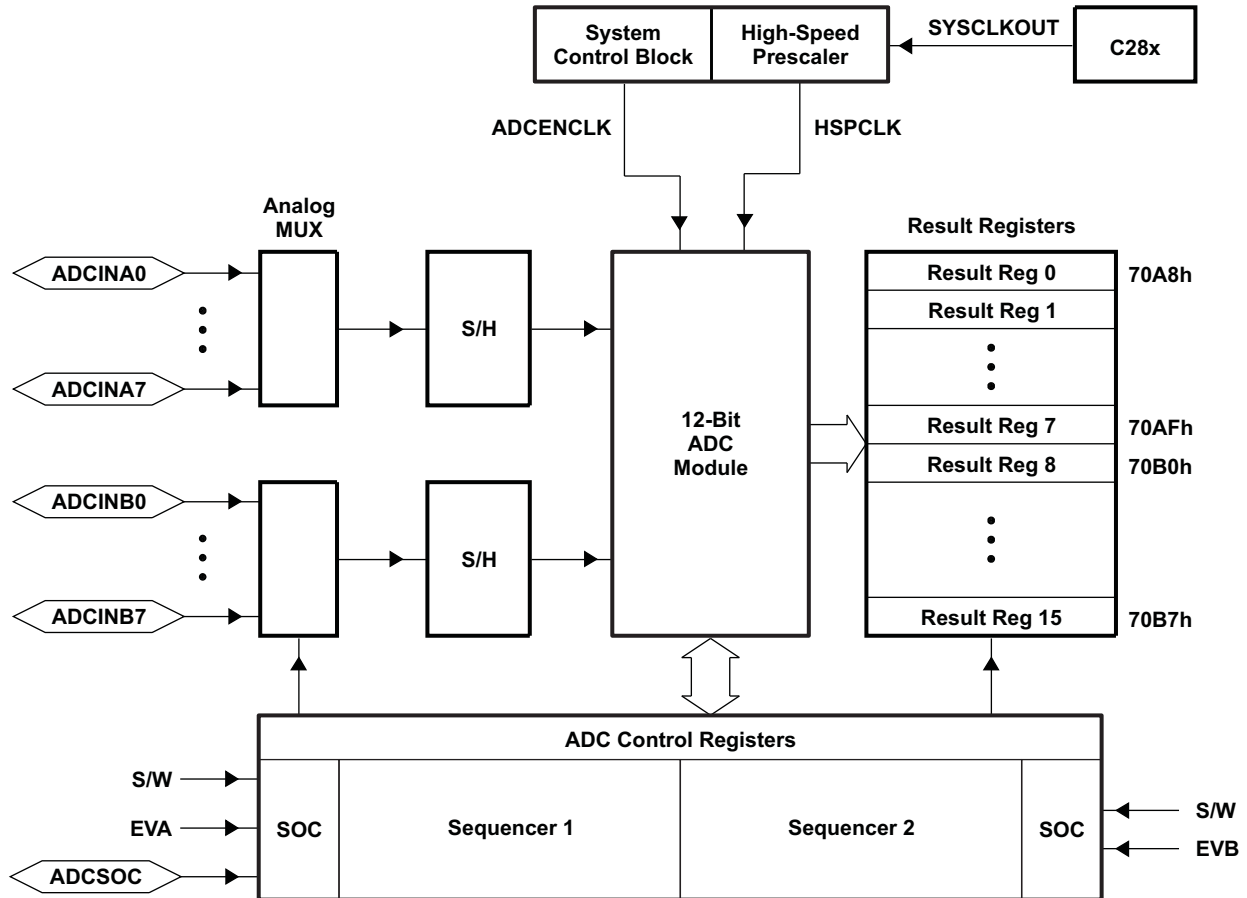 System
Control Block
High-Speed
Prescaler
SYSCLKOUT
C28x
ADCENCLK
HSPCLK
Analog
MUX
Result Registers
ADCINA0
ADCINA7
S/H
12-Bit
ADC
Module
Result Reg 0
70A8h
Result Reg 1
Result Reg 7
70AFh
Result Reg 8
70B0h
Result Reg 15
70B7h
ADCINB0
ADCINB7
S/H
ADC Control Registers
S/W
EVA
ADCSOC
SOC
Sequencer 1
Sequencer 2
SOC
S/W
EVB